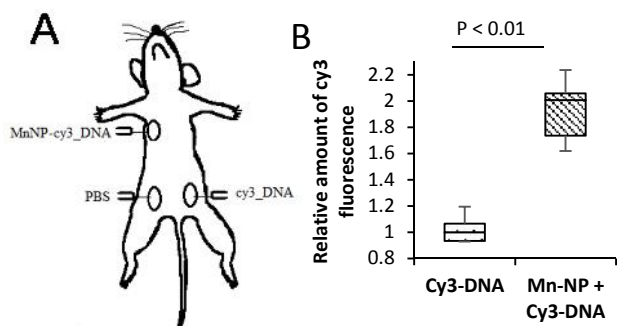 A
MnNP-cy3_DNA
PBS
cy3_DNA
B
P < 0.01
Relative amount of cy3
fluorescence
2.2
2
1.8
1.6
1.4
1.2
1
0.8
Cy3-DNA
Mn-NP +
Cy3-DNA